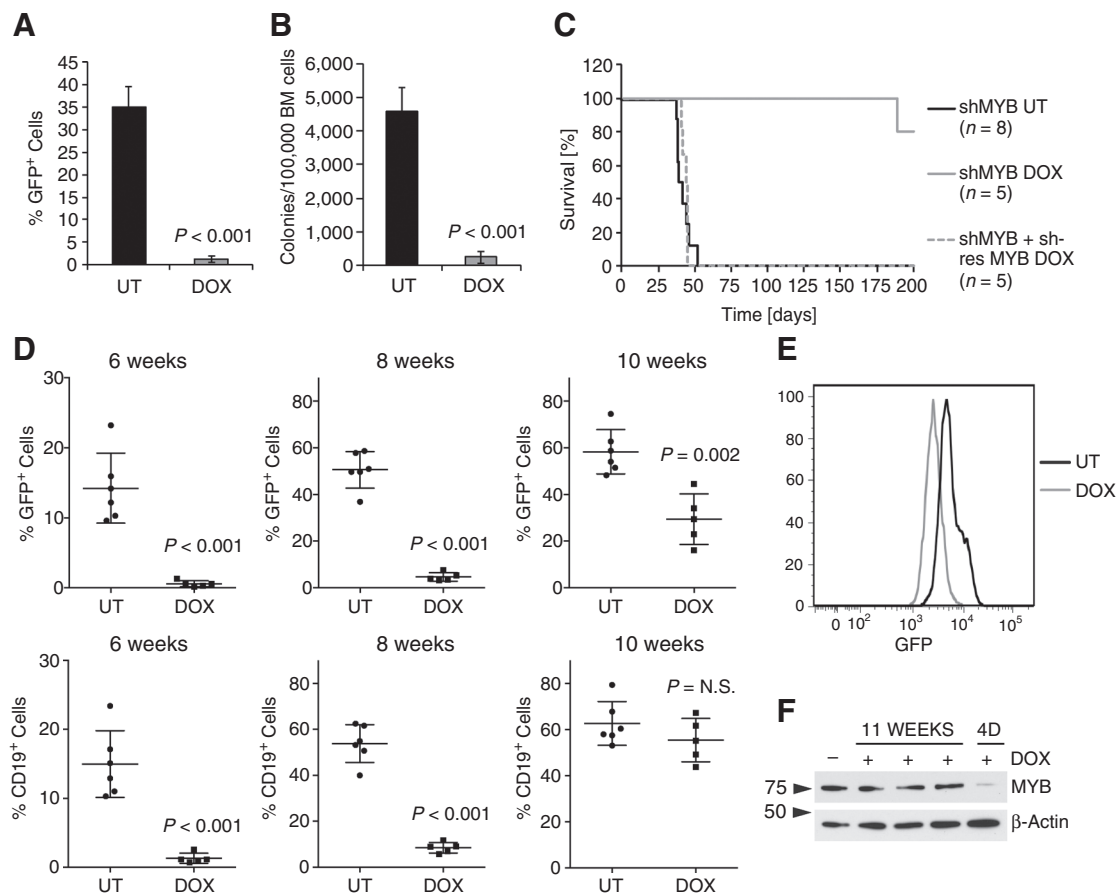 A
% GFP⁺ Cells
45
40
35
30
25
20
15
10
5
0
P < 0.001
UT DOX
B
Colonies/100,000 BM cells
6,000
5,000
4,000
3,000
2,000
1,000
0
P < 0.001
UT DOX
C
Survival [%]
120
100
80
60
40
20
0
0 25 50 75 100 125 150 175 200
Time [days]
shMYB UT
(n = 8)
shMYB DOX
(n = 5)
shMYB + sh-
res MYB DOX
(n = 5)
D
6 weeks
% GFP⁺ Cells
30
20
10
0
P < 0.001
UT DOX
8 weeks
% GFP⁺ Cells
80
60
40
20
0
P < 0.001
UT DOX
10 weeks
% GFP⁺ Cells
80
60
40
20
0
P = 0.002
UT DOX
6 weeks
% CD19⁺ Cells
30
20
10
0
P < 0.001
UT DOX
8 weeks
% CD19⁺ Cells
80
60
40
20
0
P < 0.001
UT DOX
10 weeks
% CD19⁺ Cells
80
60
40
20
0
P = N.S.
UT DOX
E
100
80
60
40
20
0
0 10² 10³ 10⁴ 10⁵
GFP
UT
DOX
F
11 WEEKS 4D
– + + + + DOX
75 MYB
50
β-Actin